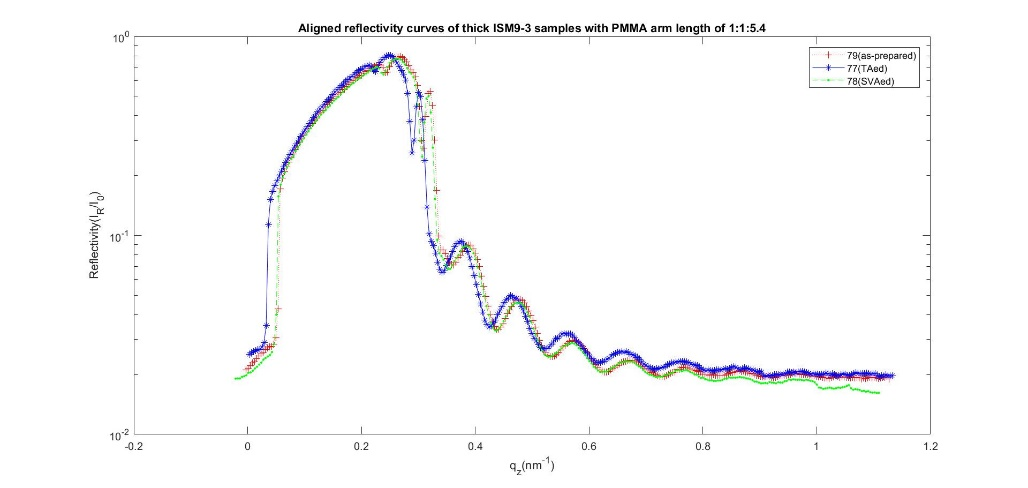 Aligned reflectivity curves of thick ISM9-3 samples with PMMA arm length of 1:1:5.4
10^0
79(as-prepared)
77(TAed)
78(SVAed)
Reflectivity(I_R/I_0)
10^-1
10^-2
-0.2 0 0.2 0.4 0.6 0.8 1 1.2
q_z(nm^-1)